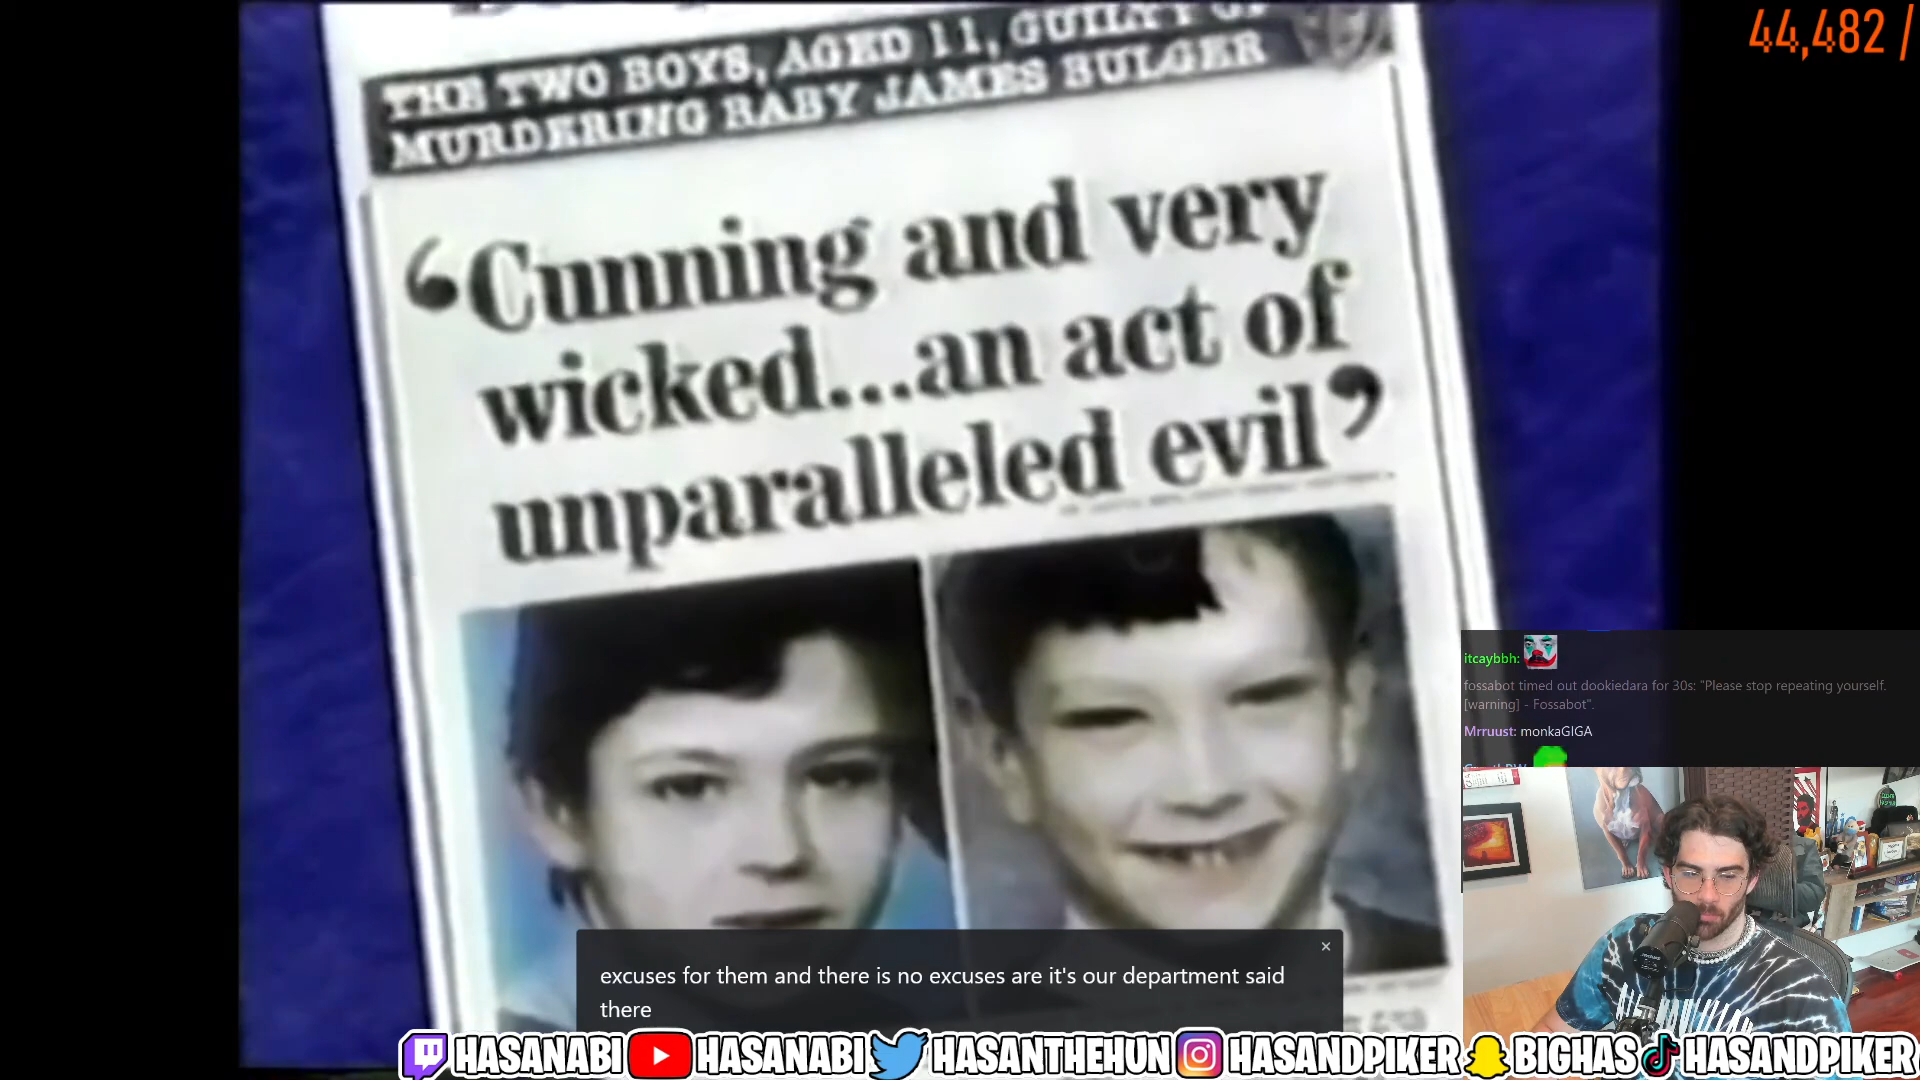 44,482 /
THE TWO BOYS, AGED 11, GUILTY OF
MURDERING BABY JAMES BULGER
‘Cunning and very
wicked...an act of
unparalleled evil’
itcaybbh:
fossabot timed out dookiedara for 30s: "Please stop repeating yourself.
[warning] - Fossabot".
Mrruust: monkaGIGA
excuses for them and there is no excuses are it's our department said
there
HASANABI HASANABI HASANTHEHUN HASANDPIKER BIGHAS HASANDPIKER